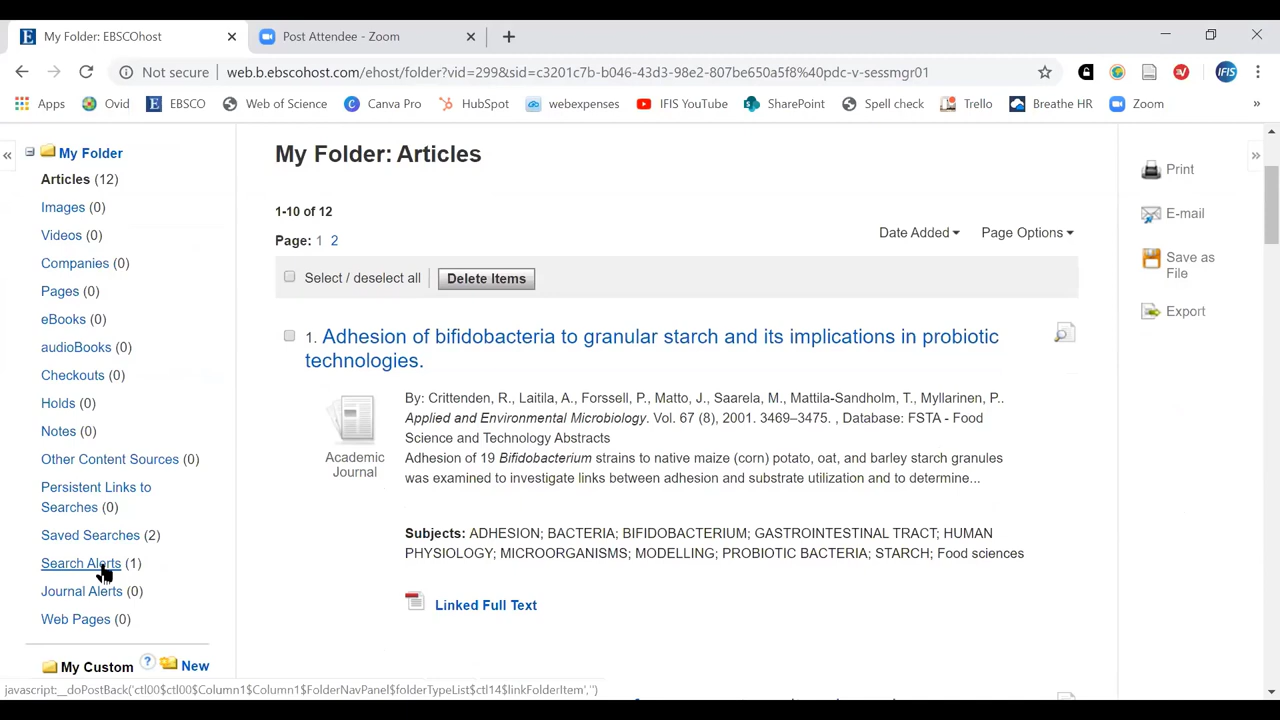 My Folder: EBSCOhost
Post Attendee - Zoom
Not secure
web.b.ebscohost.com/ehost/folder?vid=299&sid=c3201c7b-b046-43d3-98e2-807be650a5f8%40pdc-v-sessmgr01
IFIS
Apps
Ovid
EBSCO
Web of Science
Canva Pro
HubSpot
webexpenses
IFIS YouTube
SharePoint
Spell check
Trello
Breathe HR
Zoom
»
«
My Folder
Articles (12)
Images (0)
Videos (0)
Companies (0)
Pages (0)
eBooks (0)
audioBooks (0)
Checkouts (0)
Holds (0)
Notes (0)
Other Content Sources (0)
Persistent Links to
Searches (0)
Saved Searches (2)
Search Alerts (1)
Journal Alerts (0)
Web Pages (0)
My Custom ? New
My Folder: Articles
1-10 of 12
Page: 1 2
Date Added
Page Options
Select / deselect all
Delete Items
1. Adhesion of bifidobacteria to granular starch and its implications in probiotic
technologies.
Academic
Journal
By: Crittenden, R., Laitila, A., Forssell, P., Matto, J., Saarela, M., Mattila-Sandholm, T., Myllarinen, P..
Applied and Environmental Microbiology. Vol. 67 (8), 2001. 3469–3475. , Database: FSTA - Food
Science and Technology Abstracts
Adhesion of 19 Bifidobacterium strains to native maize (corn) potato, oat, and barley starch granules
was examined to investigate links between adhesion and substrate utilization and to determine...
Subjects: ADHESION; BACTERIA; BIFIDOBACTERIUM; GASTROINTESTINAL TRACT; HUMAN
PHYSIOLOGY; MICROORGANISMS; MODELLING; PROBIOTIC BACTERIA; STARCH; Food sciences
Linked Full Text
»
Print
E-mail
Save as
File
Export
javascript:__doPostBack('ctl00$ctl00$Column1$Column1$FolderNavPanel$folderTypeList$ctl14$linkFolderItem','')